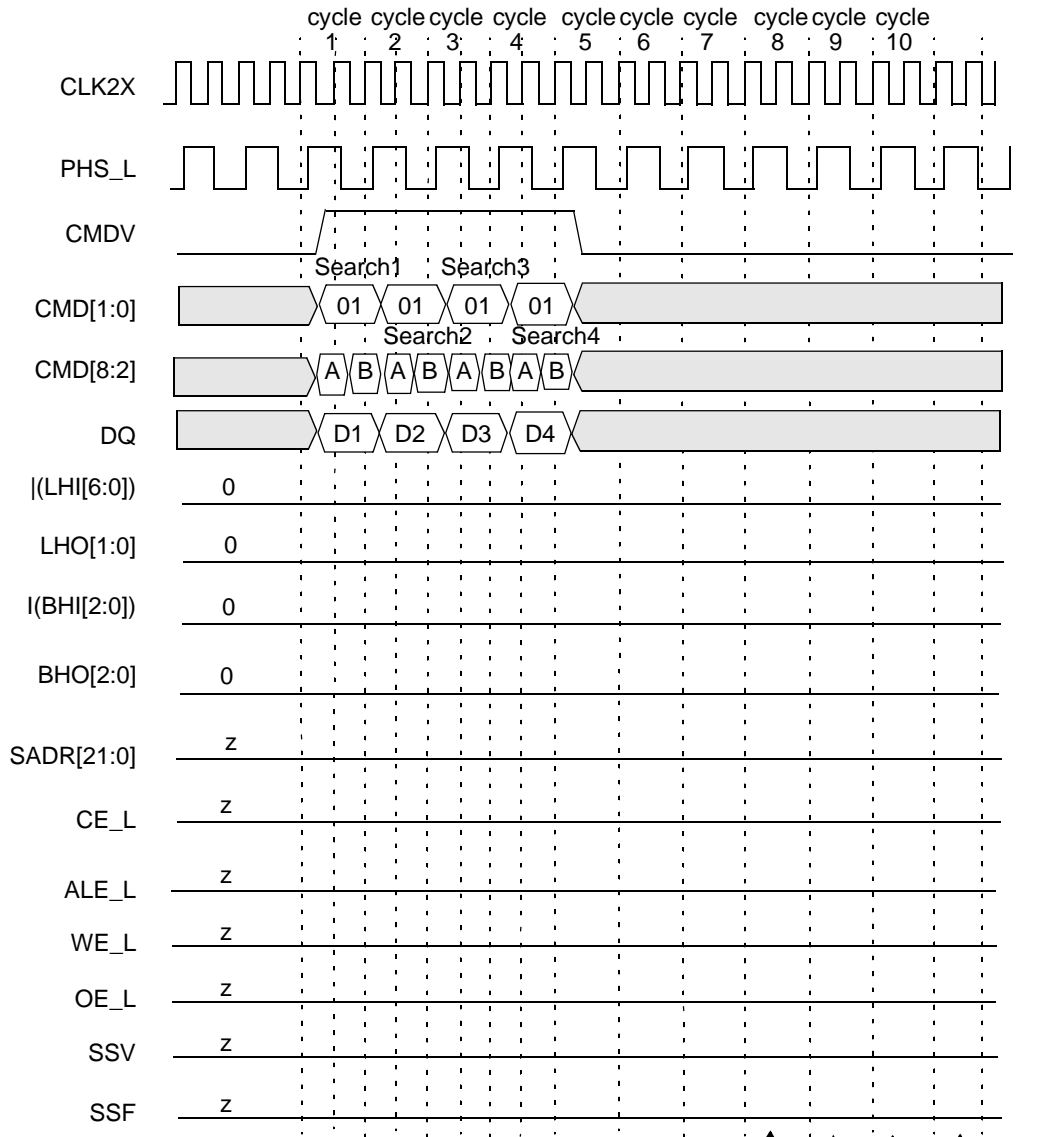 cycle cycle cycle cycle cycle cycle cycle cycle cycle cycle
1 2 3 4 5 6 7 8 9 10
CLK2X
PHS_L
CMDV
Search1 Search3
CMD[1:0] 01 01 01 01
Search2 Search4
CMD[8:2] A B A B A B A B
DQ D1 D2 D3 D4
|(LHI[6:0]) 0
LHO[1:0] 0
I(BHI[2:0]) 0
BHO[2:0] 0
SADR[21:0] z
CE_L z
ALE_L z
WE_L z
OE_L z
SSV z
SSF z